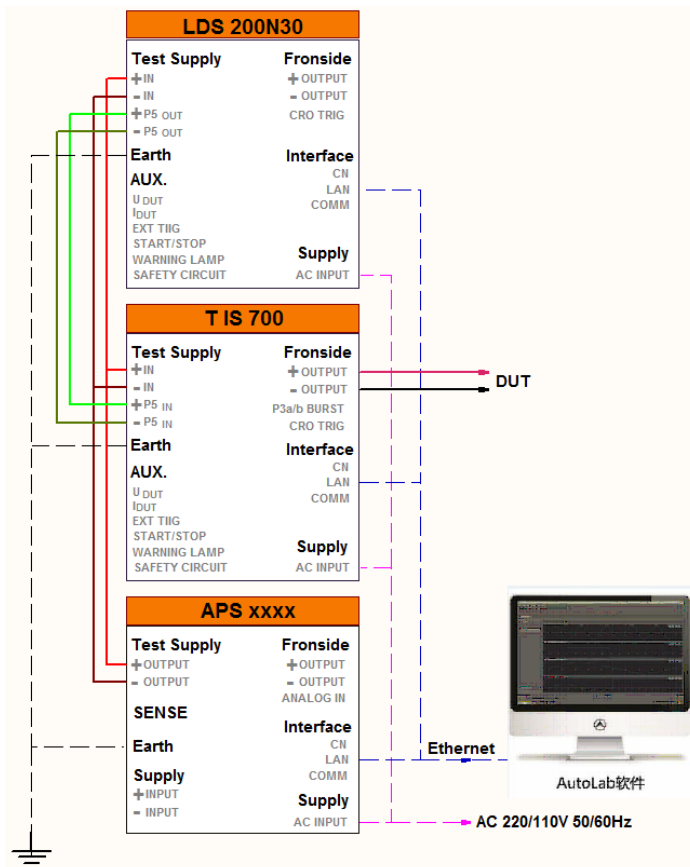 LDS 200N30
Test Supply
Fronside
+IN
+OUTPUT
-IN
-OUTPUT
+P5 OUT
CRO TRIG
-P5 OUT
Earth
Interface
CN
AUX.
LAN
U DUT
COMM
IDUT
EXT TIIG
START/STOP
Supply
WARNING LAMP
SAFETY CIRCUIT
AC INPUT
T IS 700
Test Supply
Fronside
+IN
+OUTPUT
DUT
-IN
-OUTPUT
+P5 IN
P3a/b BURST
-P5 IN
CRO TRIG
Earth
Interface
CN
AUX.
LAN
U DUT
COMM
IDUT
EXT TIIG
START/STOP
Supply
WARNING LAMP
SAFETY CIRCUIT
AC INPUT
APS xxxx
Test Supply
Fronside
+OUTPUT
+OUTPUT
-OUTPUT
-OUTPUT
ANALOG IN
SENSE
Interface
Earth
CN
Ethernet
LAN
Supply
COMM
+INPUT
Supply
-INPUT
AC INPUT
AC 220/110V 50/60Hz
AutoLab软件